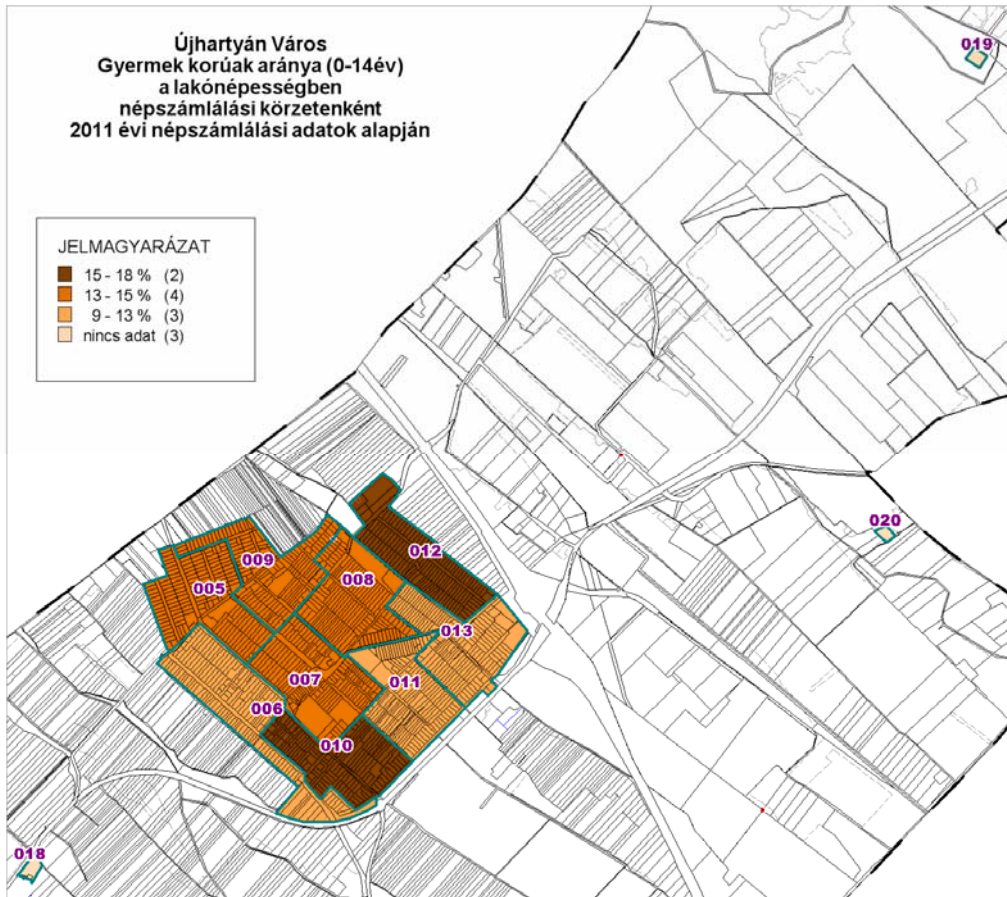 Újhartyán Város
Gyermek korúak aránya (0-14év)
a lakónépességben
népszámlálási körzetenként
2011 évi népszámlálási adatok alapján
019
JELMAGYARÁZAT
15 - 18 % (2)
13 - 15 % (4)
9 - 13 % (3)
nincs adat (3)
020
012
009
008
005
013
007
011
006
010
018